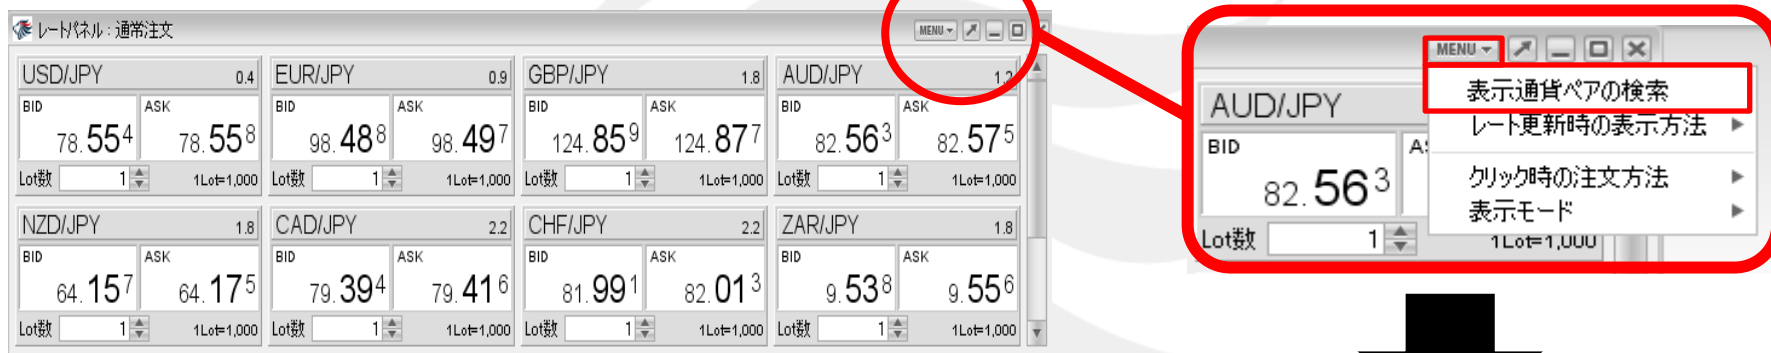 レートパネル：通常注文
MENU
USD/JPY 0.4 EUR/JPY 0.9 GBP/JPY 1.8 AUD/JPY 1.2
BID ASK BID ASK BID ASK BID ASK
78.554 78.558 98.488 98.497 124.859 124.877 82.563 82.575
Lot数 1 1Lot=1,000 Lot数 1 1Lot=1,000 Lot数 1 1Lot=1,000 Lot数 1 1Lot=1,000
NZD/JPY 1.8 CAD/JPY 2.2 CHF/JPY 2.2 ZAR/JPY 1.8
BID ASK BID ASK BID ASK BID ASK
64.157 64.175 79.394 79.416 81.991 82.013 9.538 9.556
Lot数 1 1Lot=1,000 Lot数 1 1Lot=1,000 Lot数 1 1Lot=1,000 Lot数 1 1Lot=1,000
MENU
表示通貨ペアの検索
レート更新時の表示方法
クリック時の注文方法
表示モード
AUD/JPY
BID
82.563
Lot数 1 1Lot=1,000